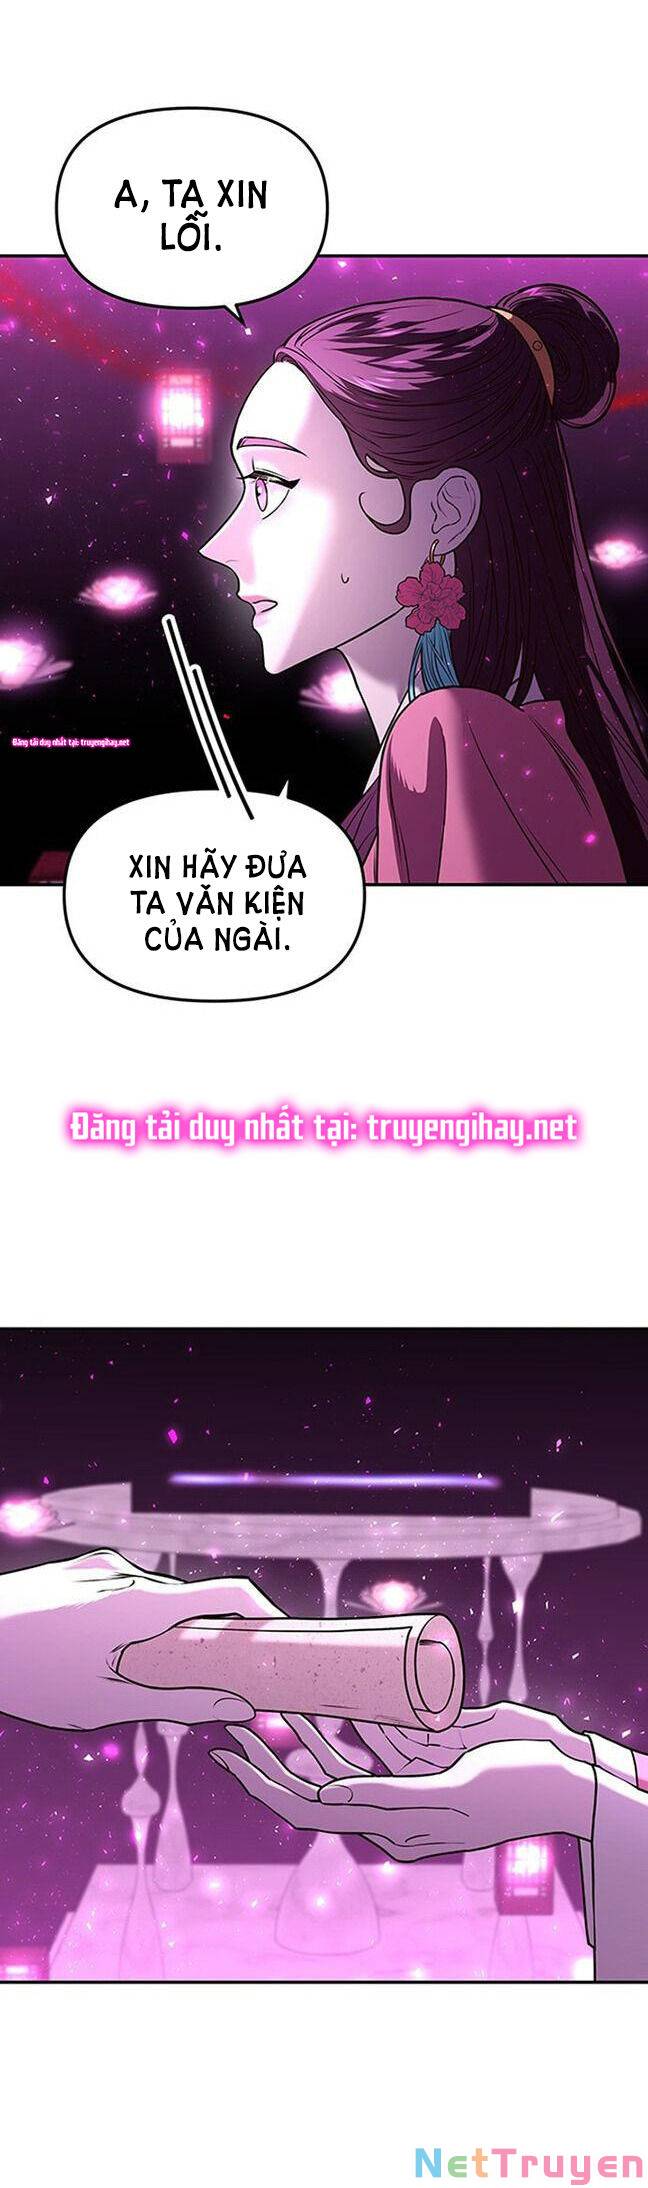 A, TA XIN
LỖI.
Đăng tải duy nhất tại: truyengihay.net
XIN HÃY ĐƯA
TA VĂN KIỆN
CỦA NGÀI.
Đăng tải duy nhất tại: truyengihay.net
NetTruyen